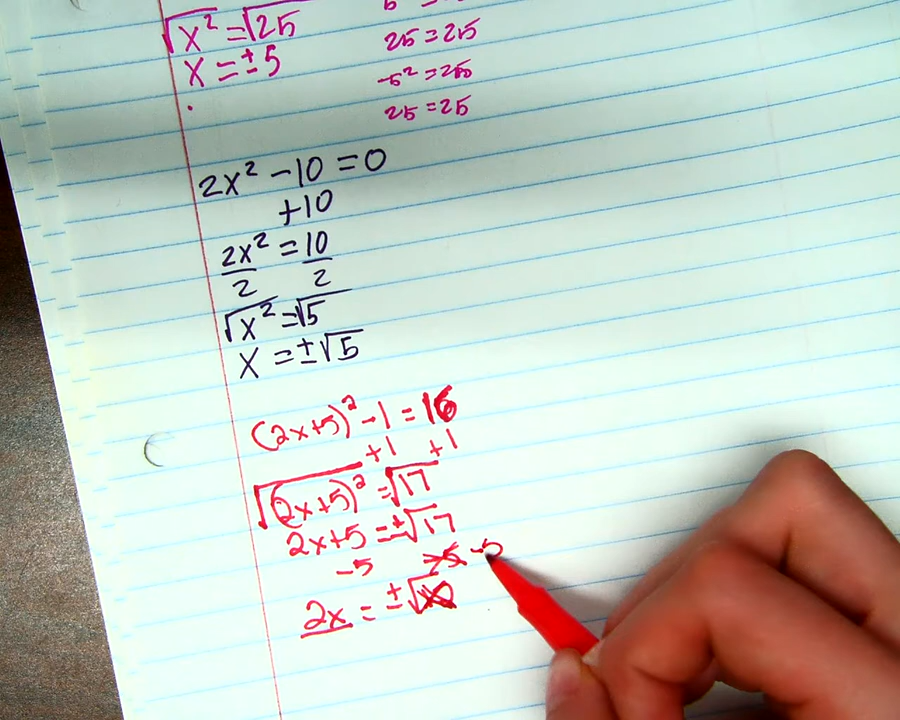 √x² = √25
x = ±5
25 = 25
-5² = 25
25 = 25
2x² - 10 = 0
+10
2x² = 10
2 2
√x² = √5
x = ±√5
(2x+5)² - 1 = 16
+1 +1
√(2x+5)² = √17
2x+5 = ±√17
-5 -5
2x = ±√